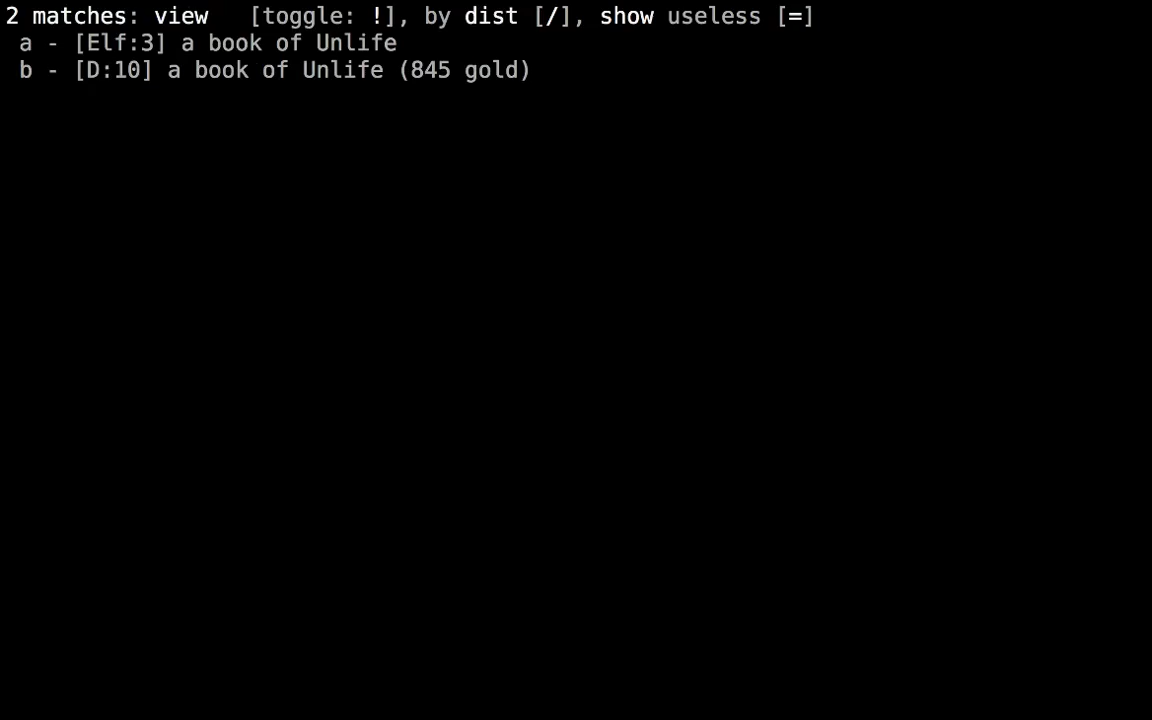 2 matches: view   [toggle: !], by dist [/], show useless [=]
a - [Elf:3] a book of Unlife
b - [D:10] a book of Unlife (845 gold)